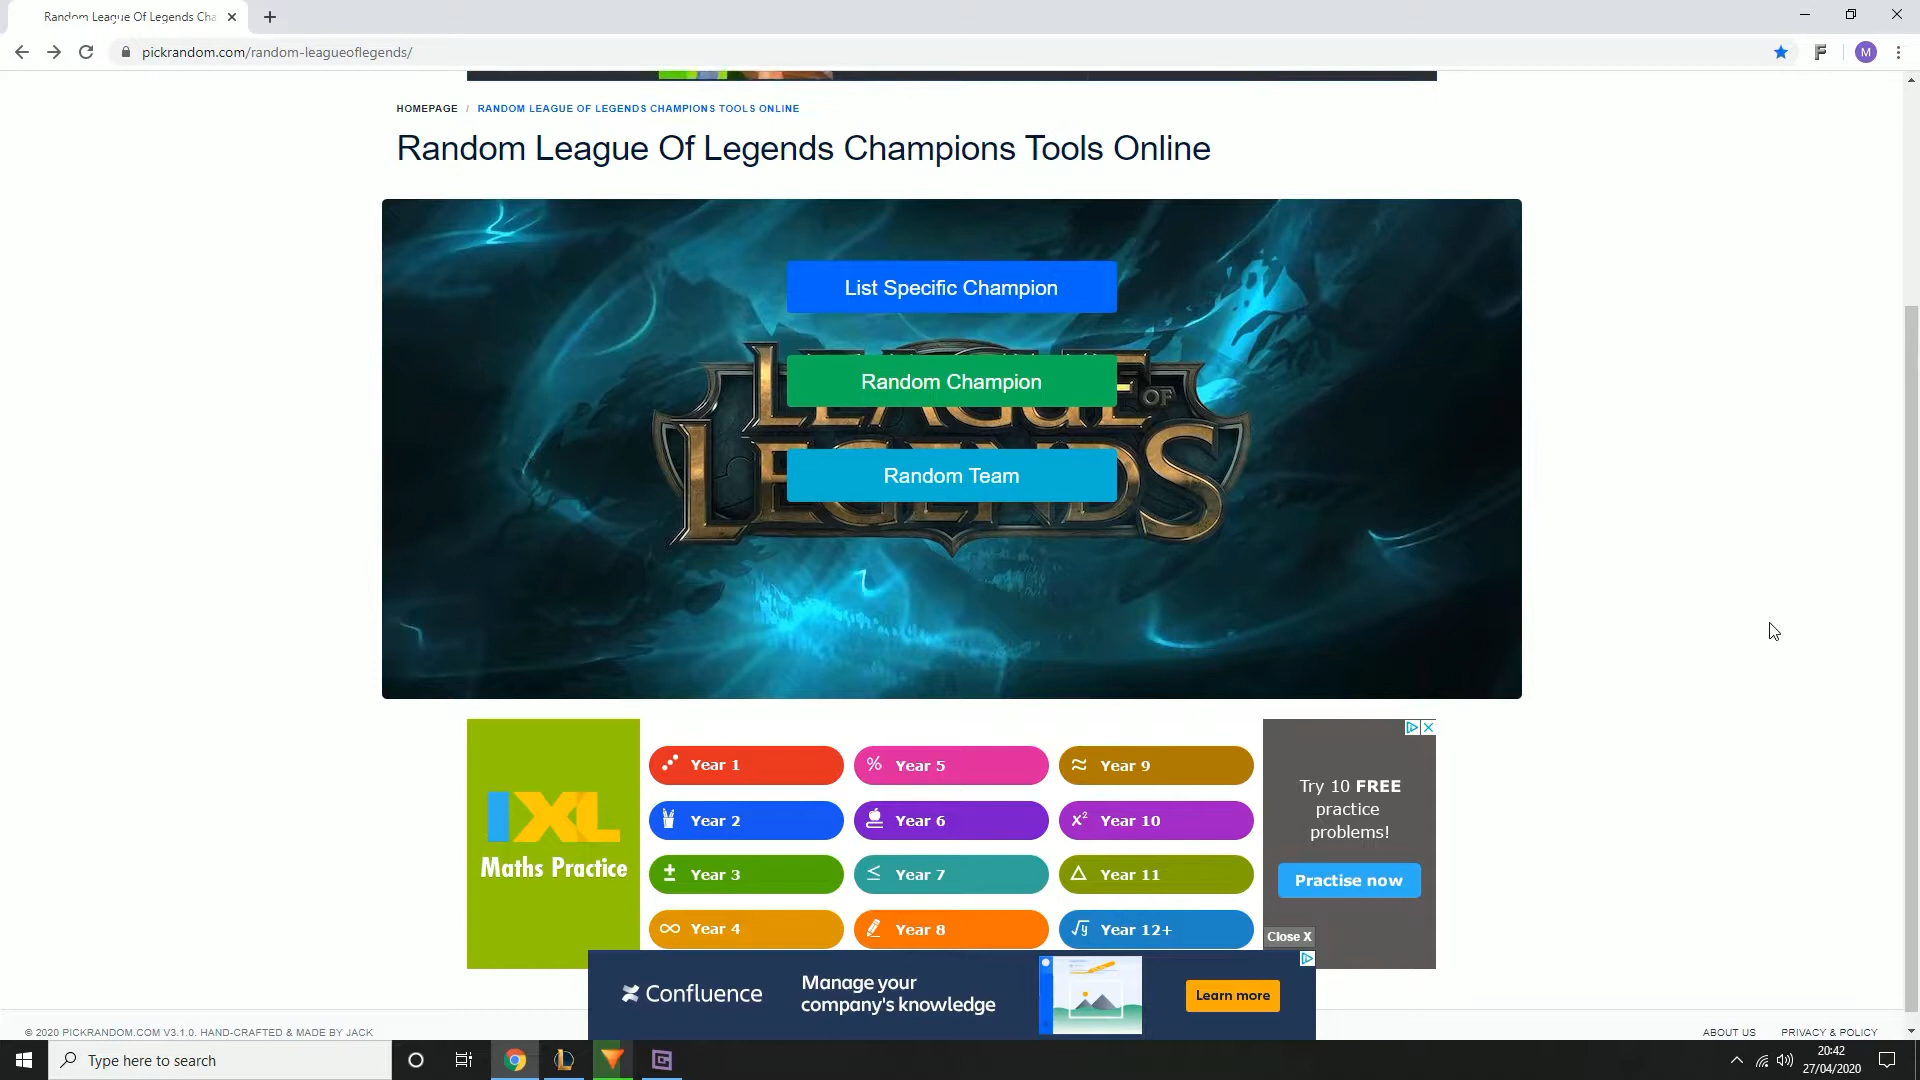 Random League Of Legends Cha
pickrandom.com/random-leagueoflegends/
M
HOMEPAGE / RANDOM LEAGUE OF LEGENDS CHAMPIONS TOOLS ONLINE
Random League Of Legends Champions Tools Online
List Specific Champion
LEAGUE OF
Random Champion
LEGENDS
Random Team
IXL
Maths Practice
Year 1
Year 5
Year 9
Year 2
Year 6
x² Year 10
Year 3
Year 7
Year 11
Year 4
Year 8
√y Year 12+
Try 10 FREE
practice
problems!
Practise now
Close X
Confluence
Manage your
company's knowledge
Learn more
© 2020 PICKRANDOM.COM V3.1.0. HAND-CRAFTED & MADE BY JACK
ABOUT US
PRIVACY & POLICY
Type here to search
20:42
27/04/2020